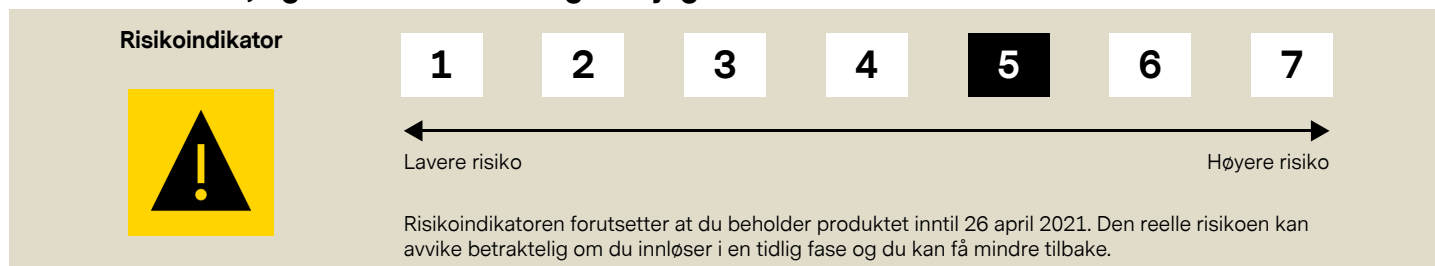 Risikoindikator
1 2 3 4 5 6 7
Lavere risiko Høyere risiko
Risikoindikatoren forutsetter at du beholder produktet inntil 26 april 2021. Den reelle risikoen kan
avvike betraktelig om du innløser i en tidlig fase og du kan få mindre tilbake.